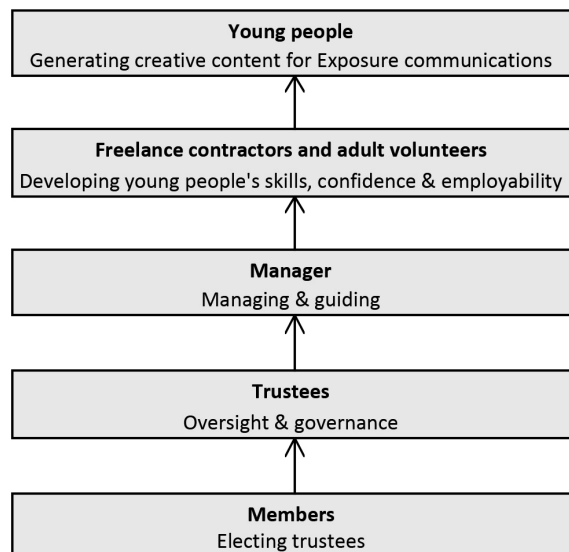 Young people
Generating creative content for Exposure communications
Freelance contractors and adult volunteers
Developing young people's skills, confidence & employability
Manager
Managing & guiding
Trustees
Oversight & governance
Members
Electing trustees